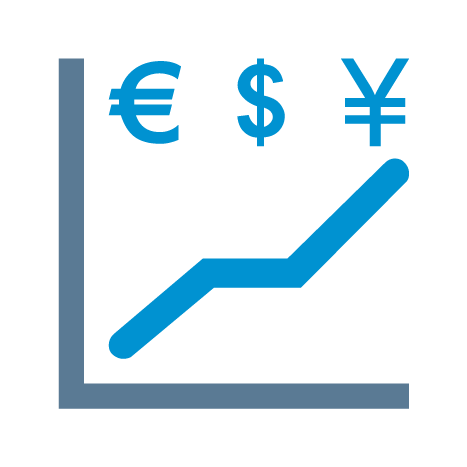 € $ ¥